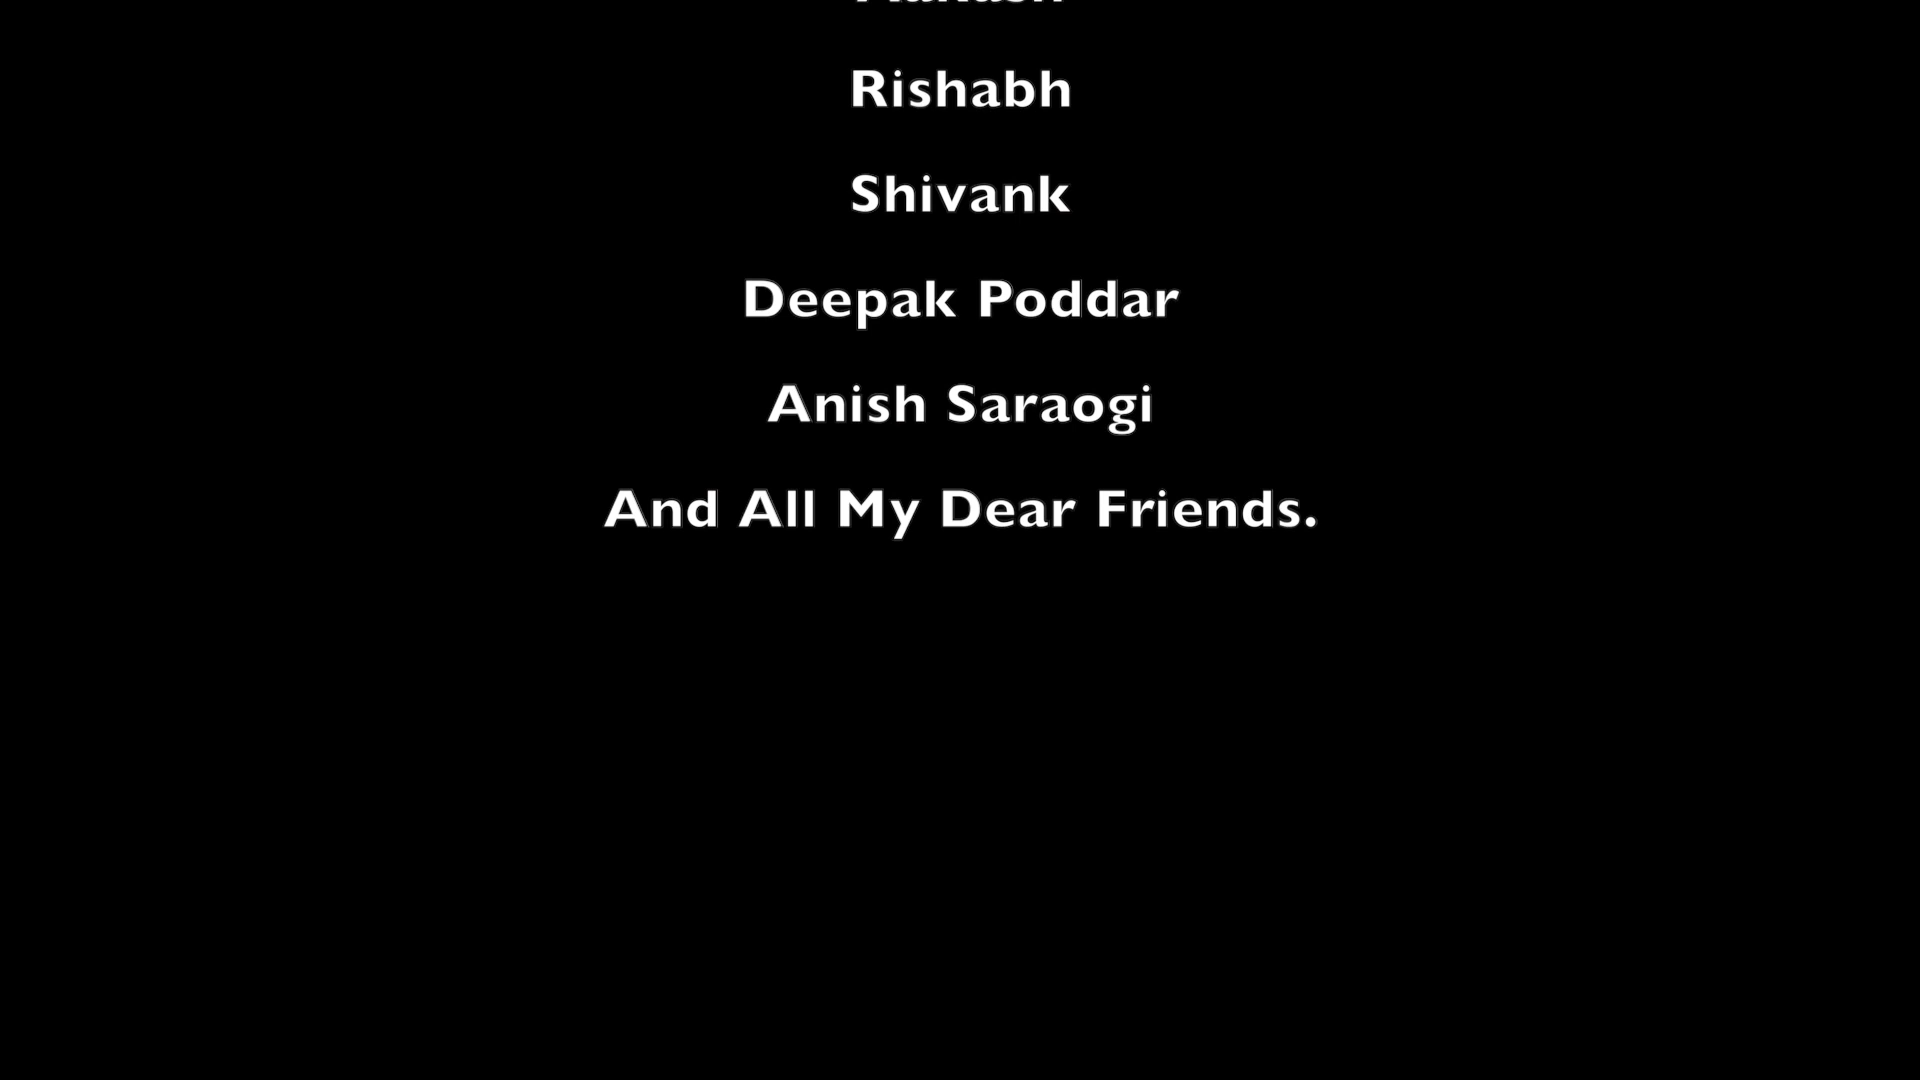 Rishabh
Shivank
Deepak Poddar
Anish Saraogi
And All My Dear Friends.